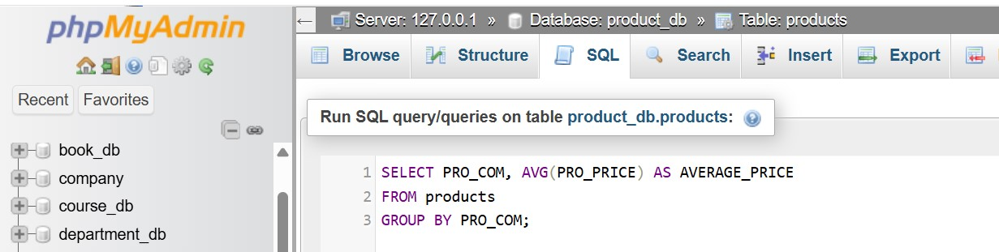 phpMyAdmin
Recent Favorites
book_db
company
course_db
department_db
← Server: 127.0.0.1 » Database: product_db » Table: products
Browse Structure SQL Search Insert Export
Run SQL query/queries on table product_db.products:
1 SELECT PRO_COM, AVG(PRO_PRICE) AS AVERAGE_PRICE
2 FROM products
3 GROUP BY PRO_COM;